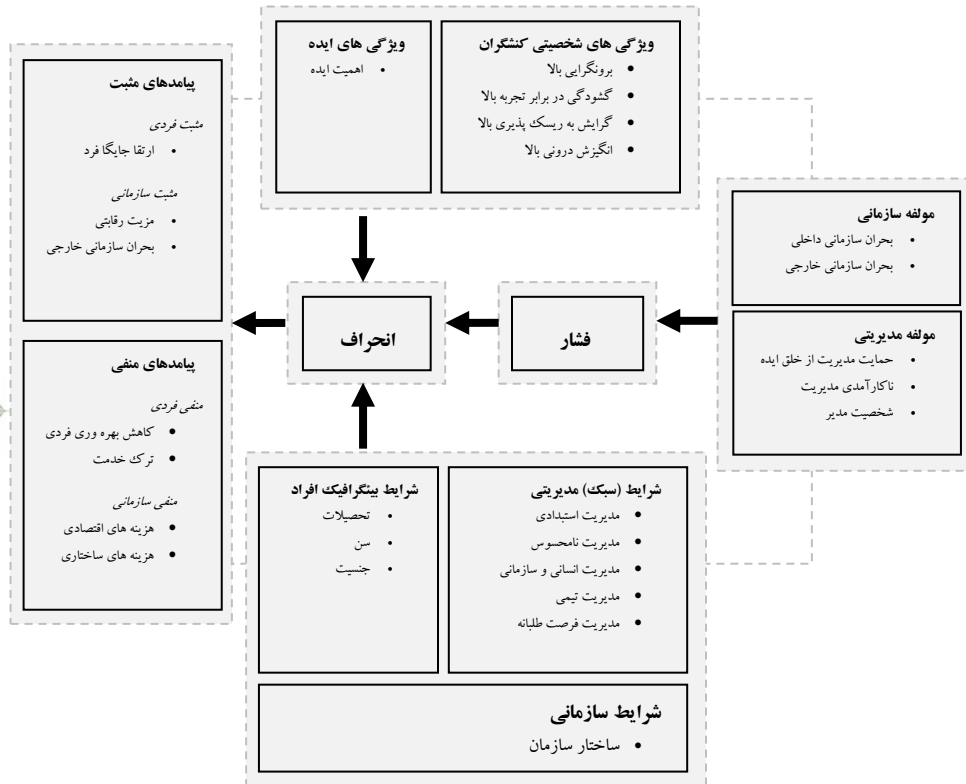 ویژگی های شخصیتی کنشگران
برونگرایی بالا
گشودگی در برابر تجربه بالا
گرایش به ریسک پذیری بالا
انگیزش درونی بالا
ویژگی های ایده
اهمیت ایده
مولفه سازمانی
بحران سازمانی داخلی
بحران سازمانی خارجی
مولفه مدیریتی
حمایت مدیریت از خلق ایده
ناکارآمدی مدیریت
شخصیت مدیر
فشار
انحراف
پیامدهای مثبت
مثبت فردی
ارتقا جایگا فرد
مثبت سازمانی
مزیت رقابتی
بحران سازمانی خارجی
پیامدهای منفی
منفی فردی
کاهش بهره وری فردی
ترک خدمت
منفی سازمانی
هزینه های اقتصادی
هزینه های ساختاری
شرایط (سبک) مدیریتی
مدیریت استبدادی
مدیریت نامحسوس
مدیریت انسانی و سازمانی
مدیریت تیمی
مدیریت فرصت طلبانه
شرایط بیئگرافیک افراد
تحصیلات
سن
جنسیت
شرایط سازمانی
ساختار سازمان